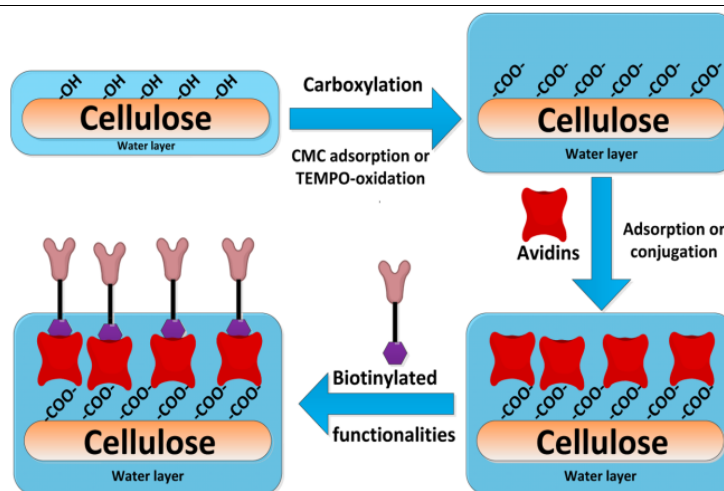 -OH -OH -OH -OH -OH
Cellulose
Water layer
Carboxylation
CMC adsorption or
TEMPO-oxidation
-COO- -COO- -COO- -COO- -COO- -COO-
Cellulose
Water layer
Avidins
Adsorption or
conjugation
-COO- -COO- -COO- -COO- -COO- -COO-
Cellulose
Water layer
Biotinylated
functionalities
-COO- -COO- -COO- -COO- -COO- -COO-
Cellulose
Water layer